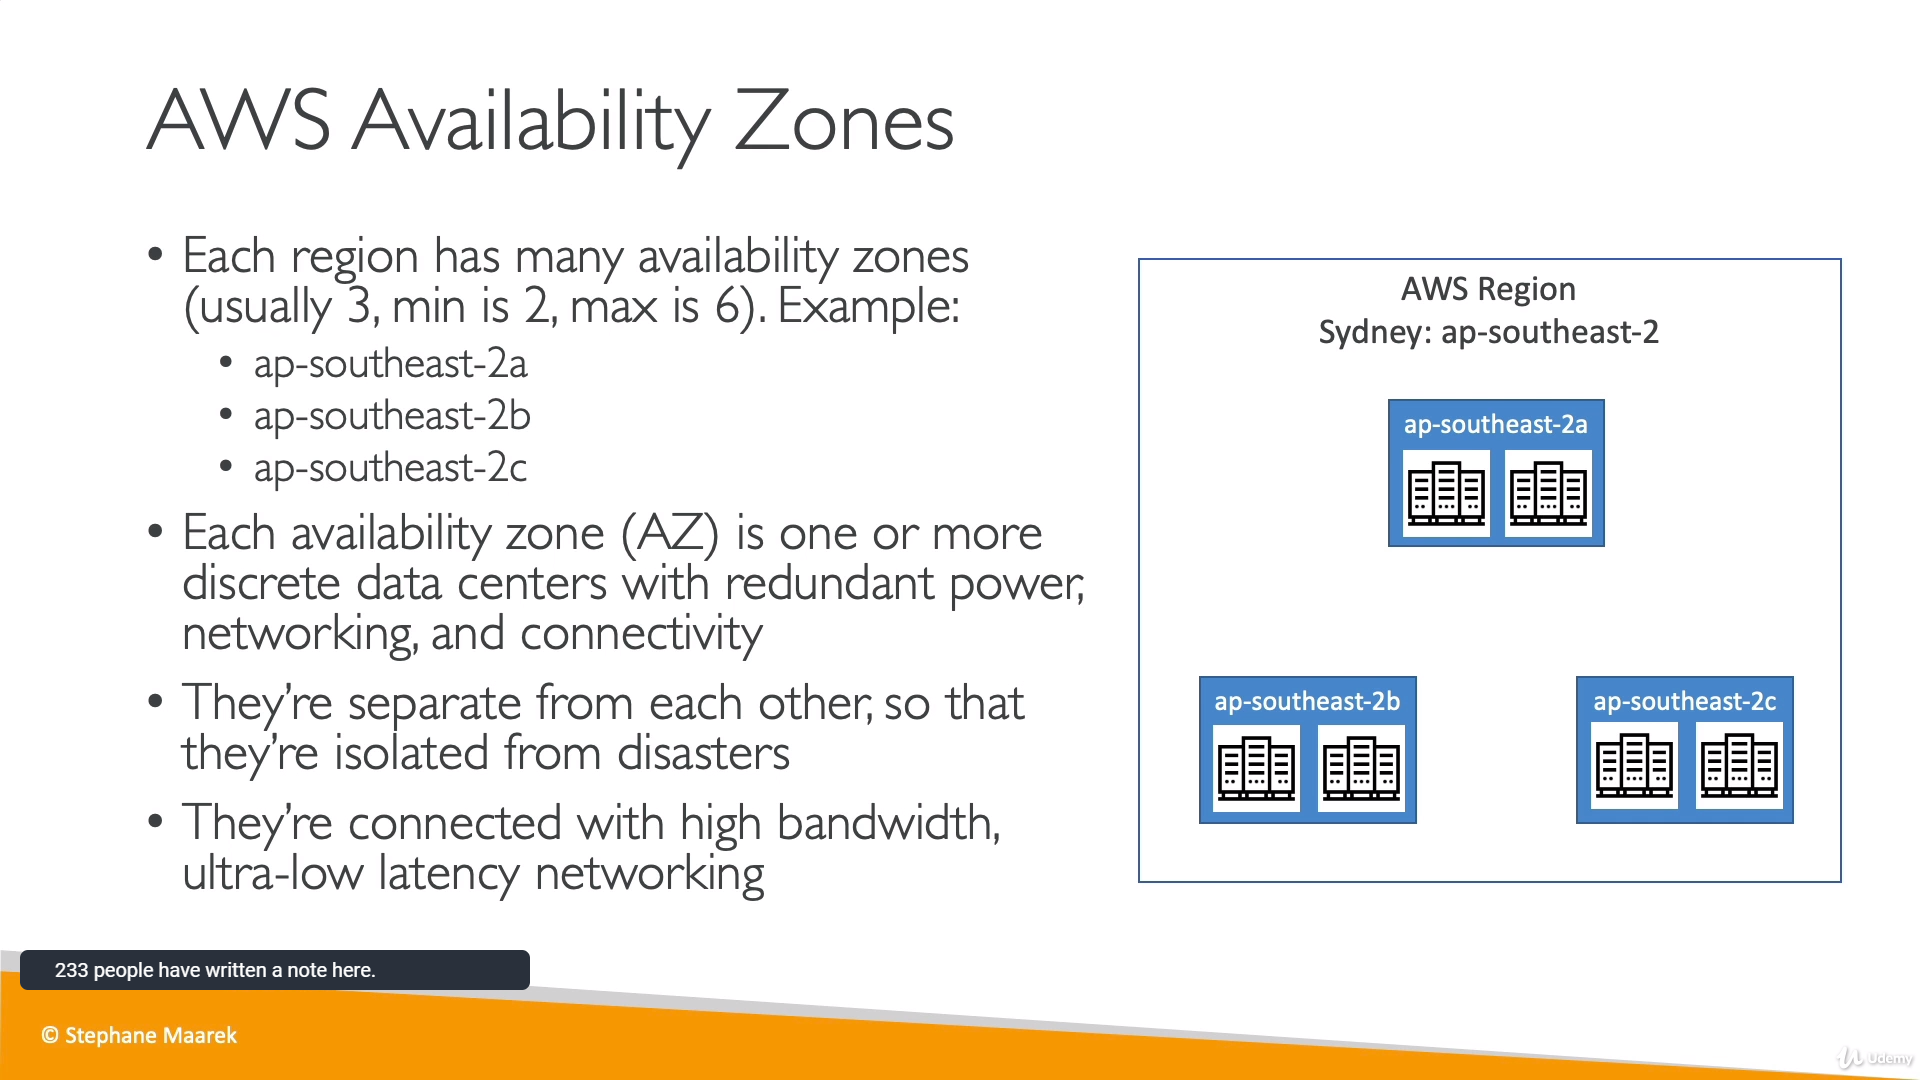 AWS Availability Zones
• Each region has many availability zones
(usually 3, min is 2, max is 6). Example:
• ap-southeast-2a
• ap-southeast-2b
• ap-southeast-2c
• Each availability zone (AZ) is one or more
discrete data centers with redundant power,
networking, and connectivity
• They’re separate from each other, so that
they’re isolated from disasters
• They’re connected with high bandwidth,
ultra-low latency networking
AWS Region
Sydney: ap-southeast-2
ap-southeast-2a
ap-southeast-2b
ap-southeast-2c
233 people have written a note here.
© Stephane Maarek
Udemy